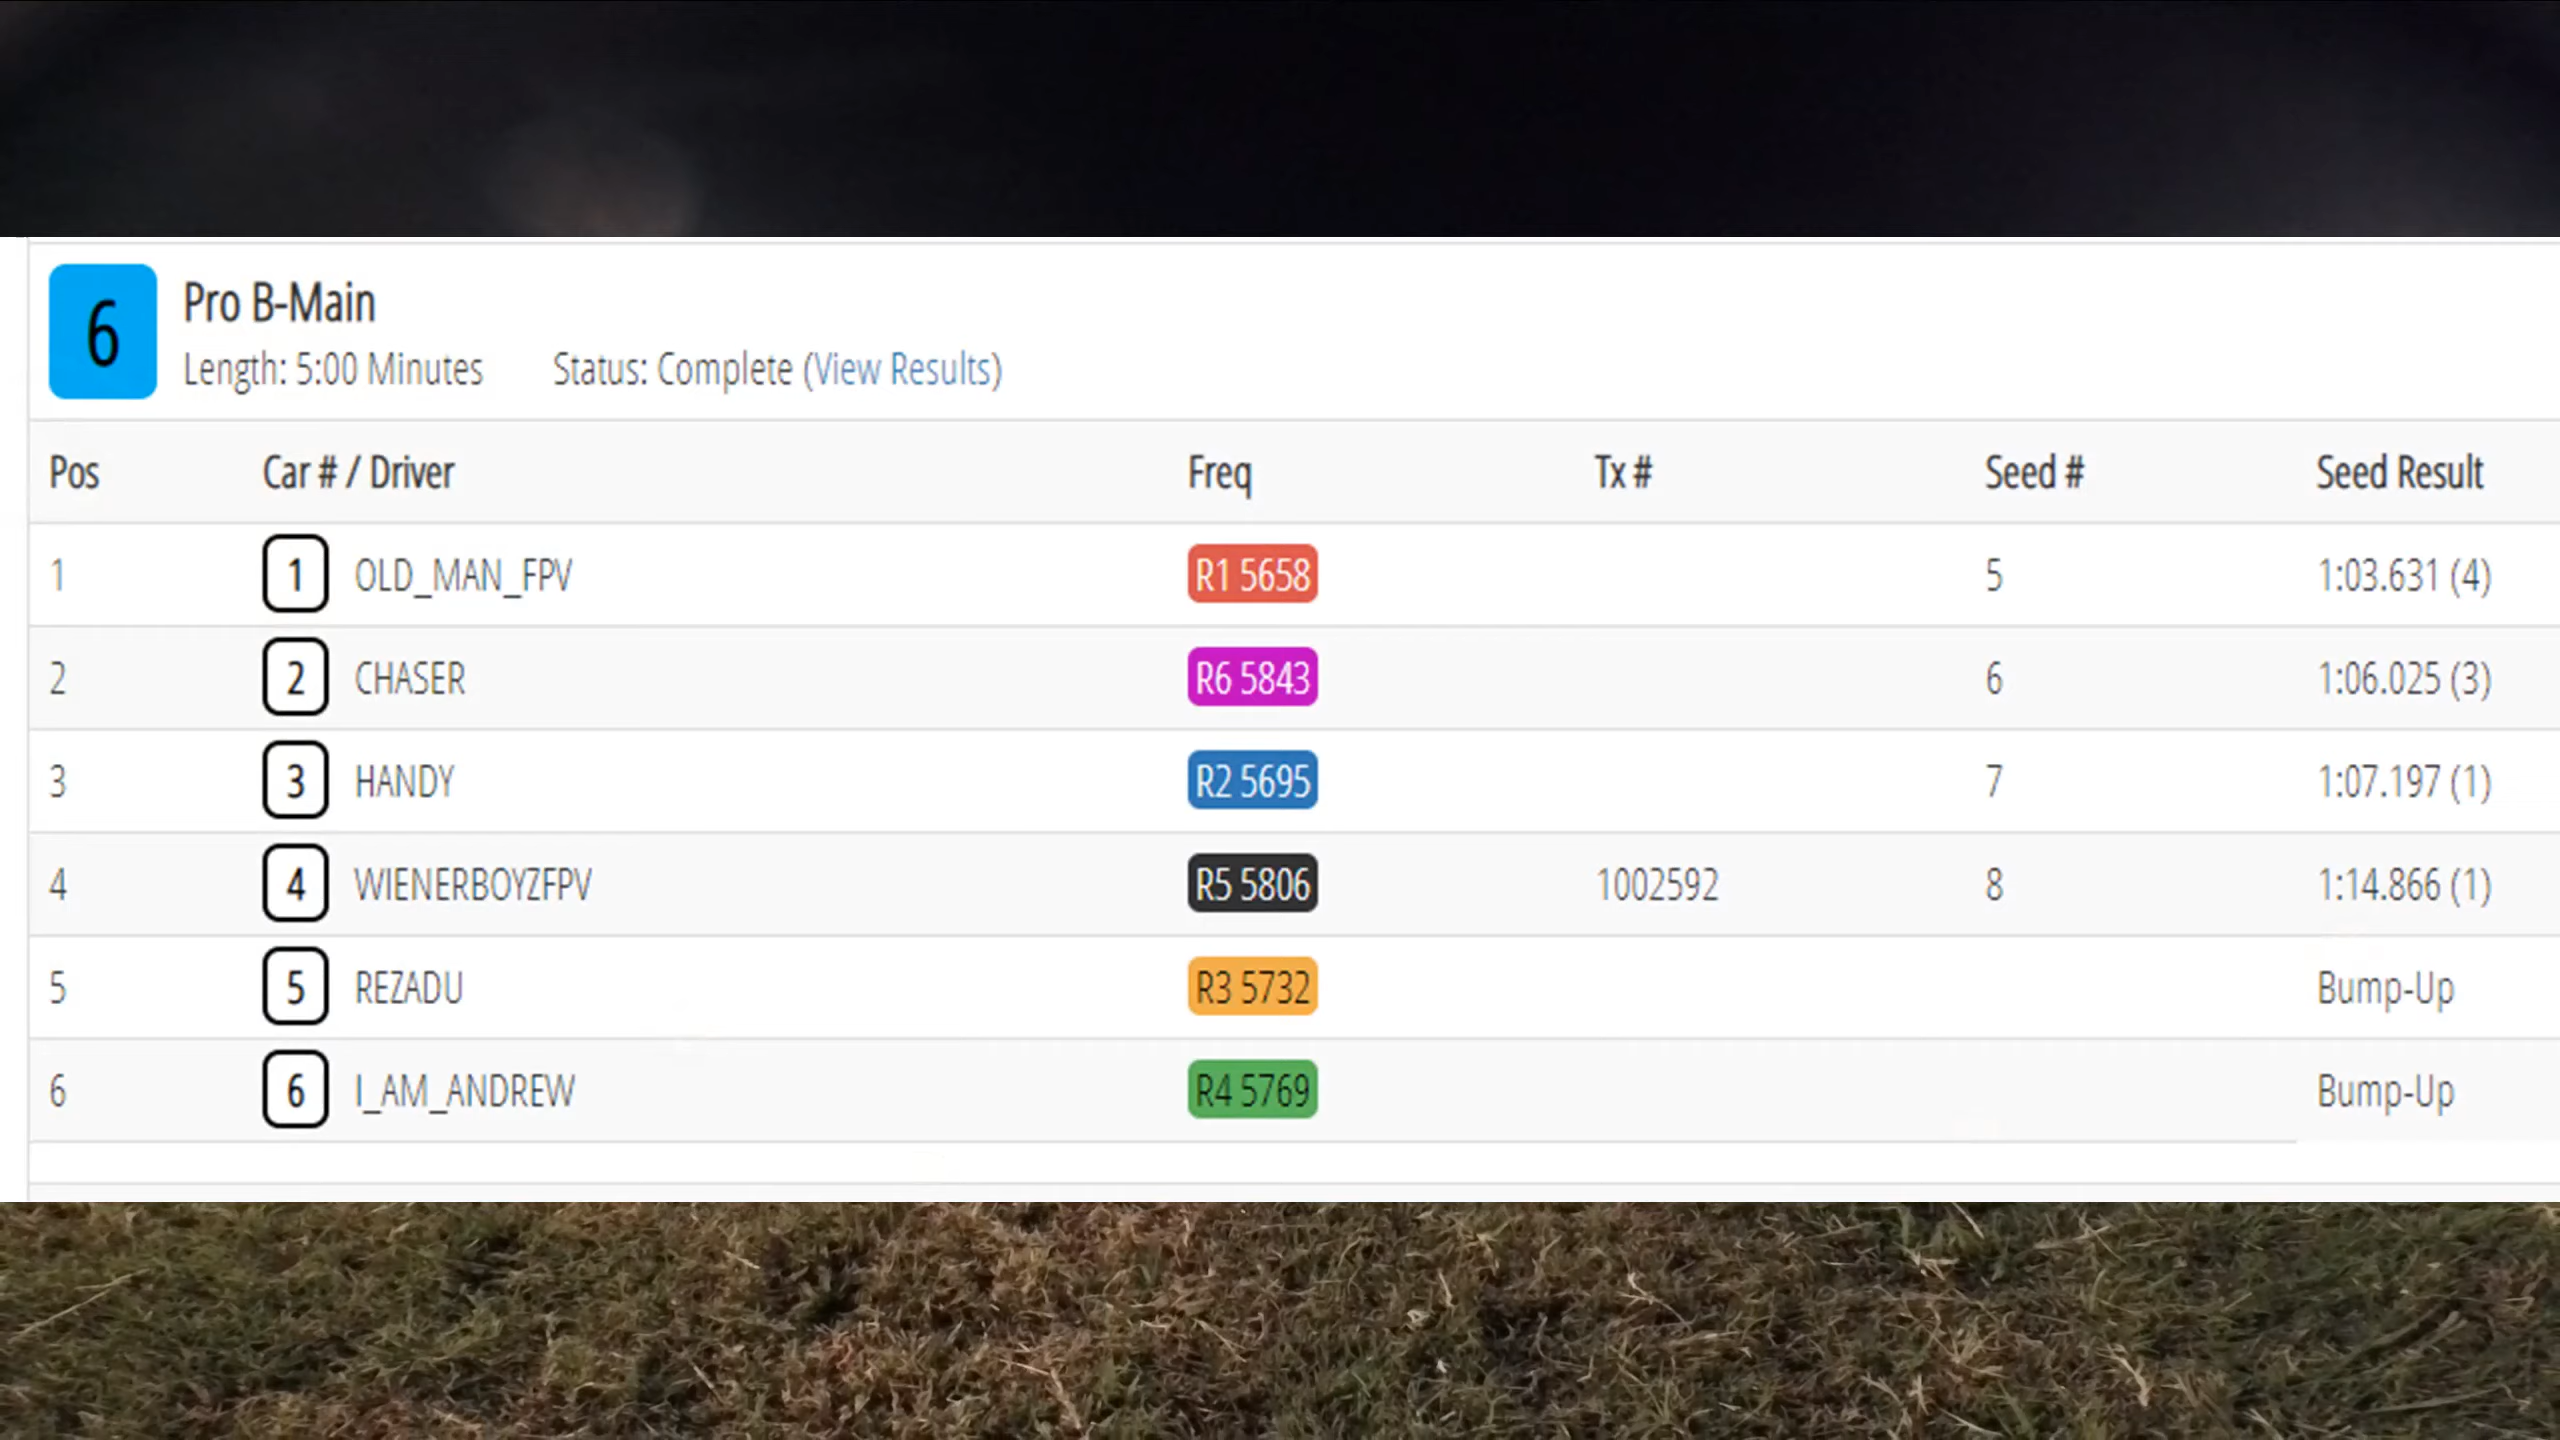 6
Pro B-Main
Length: 5:00 Minutes Status: Complete (View Results)
Pos Car # / Driver Freq Tx # Seed # Seed Result
1 1 OLD_MAN_FPV R1 5658 5 1:03.631 (4)
2 2 CHASER R6 5843 6 1:06.025 (3)
3 3 HANDY R2 5695 7 1:07.197 (1)
4 4 WIENERBOYZFPV R5 5806 1002592 8 1:14.866 (1)
5 5 REZADU R3 5732 Bump-Up
6 6 I_AM_ANDREW R4 5769 Bump-Up